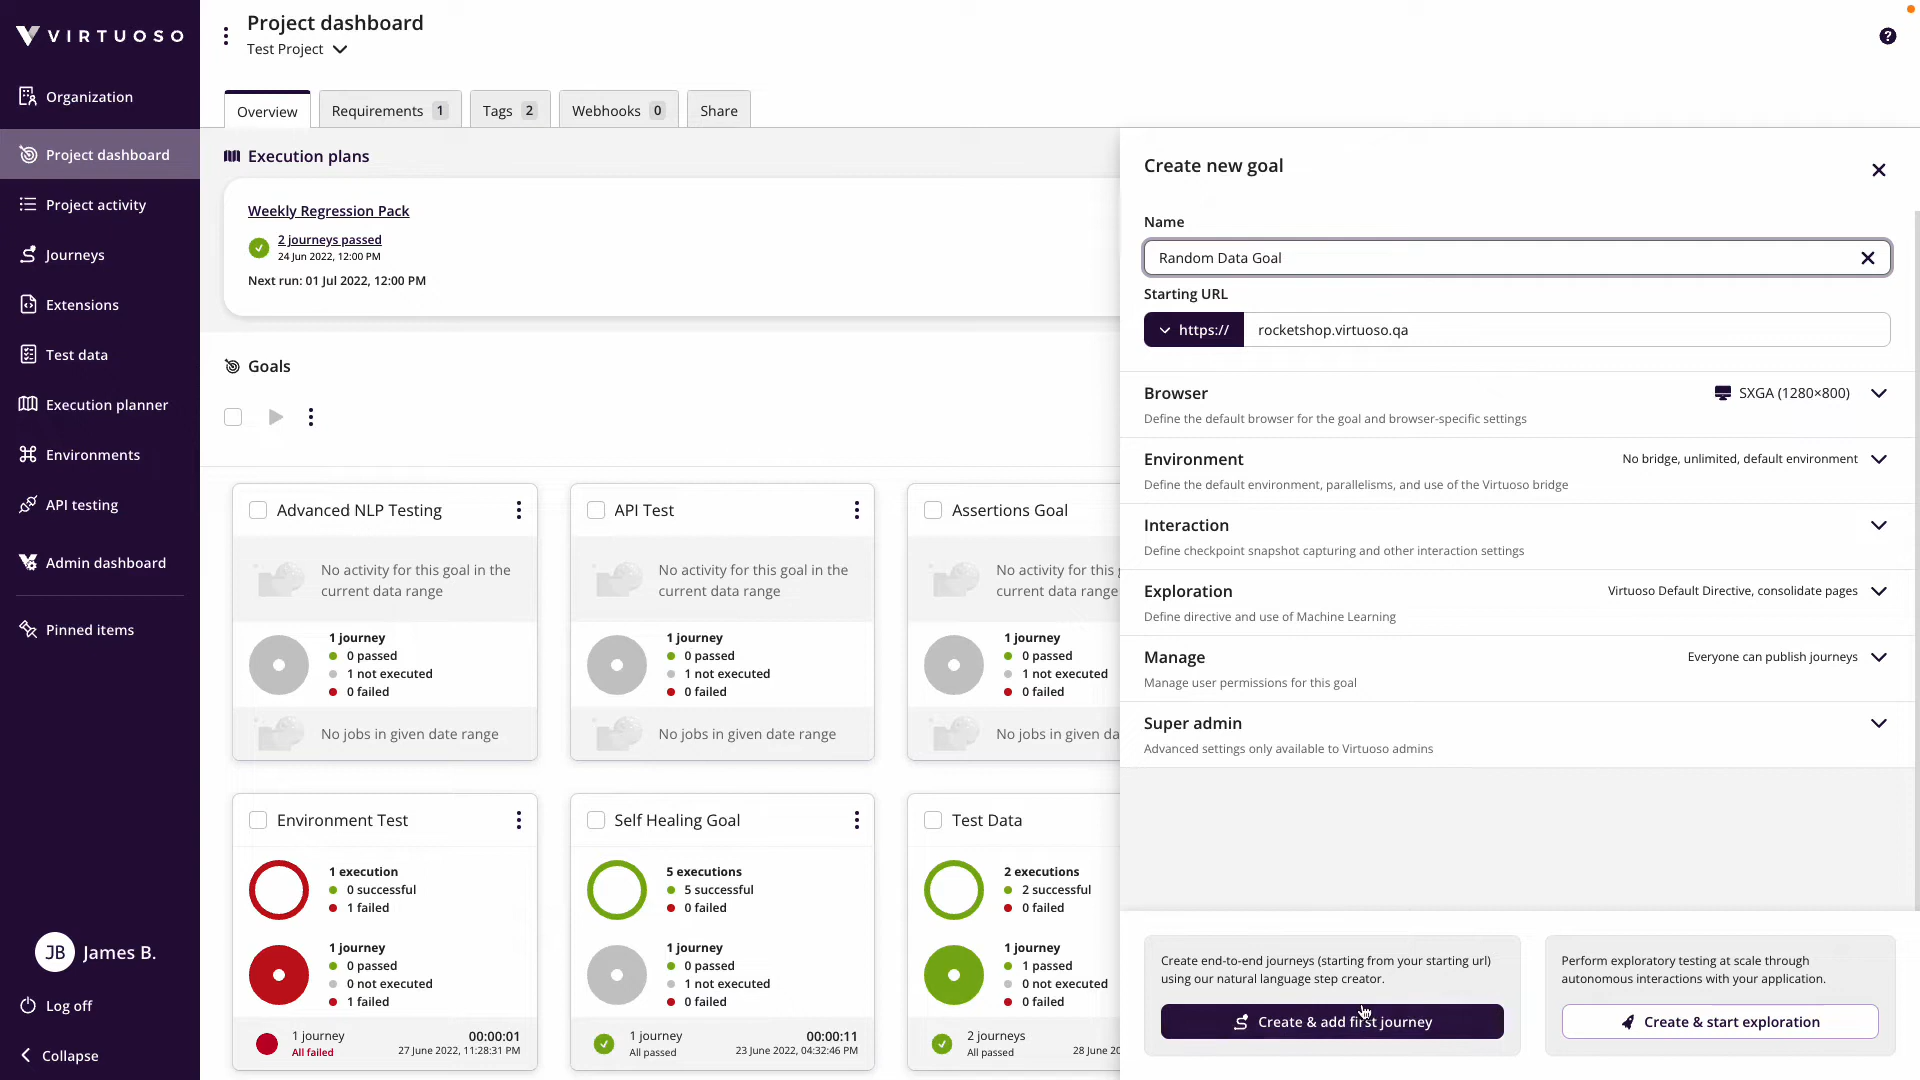 VIRTUOSO
Organization
Project dashboard
Project activity
Journeys
Extensions
Test data
Execution planner
Environments
API testing
Admin dashboard
Pinned items
JB James B.
Log off
Collapse
Project dashboard
Test Project
?
Overview
Requirements 1
Tags 2
Webhooks 0
Share
Execution plans
Weekly Regression Pack
2 journeys passed
24 Jun 2022, 12:00 PM
Next run: 01 Jul 2022, 12:00 PM
Goals
Advanced NLP Testing
No activity for this goal in the
current data range
1 journey
0 passed
1 not executed
0 failed
No jobs in given date range
API Test
No activity for this goal in the
current data range
1 journey
0 passed
1 not executed
0 failed
No jobs in given date range
Assertions Goal
No activity for this g
current data range
1 journey
0 passed
1 not executed
0 failed
No jobs in given da
Environment Test
1 execution
0 successful
1 failed
1 journey
0 passed
0 not executed
1 failed
1 journey 00:00:01
All failed 27 June 2022, 11:28:31 PM
Self Healing Goal
5 executions
5 successful
0 failed
1 journey
0 passed
1 not executed
0 failed
1 journey 00:00:11
All passed 23 June 2022, 04:32:46 PM
Test Data
2 executions
2 successful
0 failed
1 journey
1 passed
0 not executed
0 failed
2 journeys
All passed 28 June 20
Create new goal
Name
Random Data Goal
Starting URL
https:// rocketshop.virtuoso.qa
Browser SXGA (1280×800)
Define the default browser for the goal and browser-specific settings
Environment No bridge, unlimited, default environment
Define the default environment, parallelisms, and use of the Virtuoso bridge
Interaction
Define checkpoint snapshot capturing and other interaction settings
Exploration Virtuoso Default Directive, consolidate pages
Define directive and use of Machine Learning
Manage Everyone can publish journeys
Manage user permissions for this goal
Super admin
Advanced settings only available to Virtuoso admins
Create end-to-end journeys (starting from your starting url)
using our natural language step creator.
Create & add first journey
Perform exploratory testing at scale through
autonomous interactions with your application.
Create & start exploration